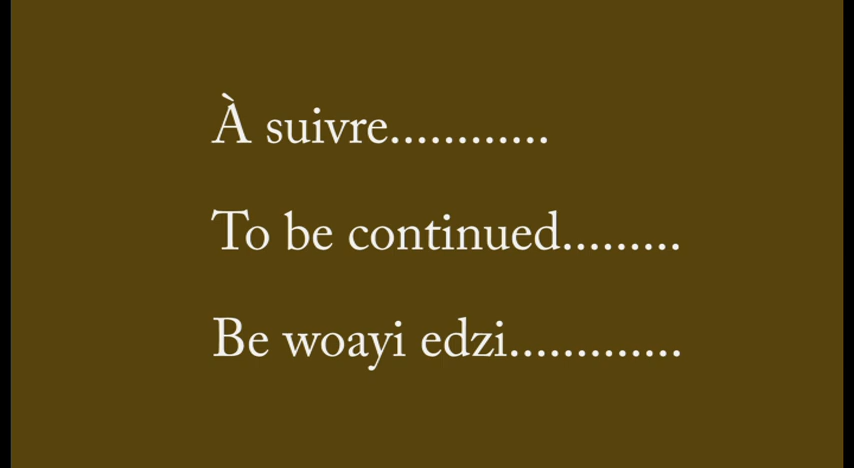 À suivre............
To be continued.........
Be woayi edzi.............